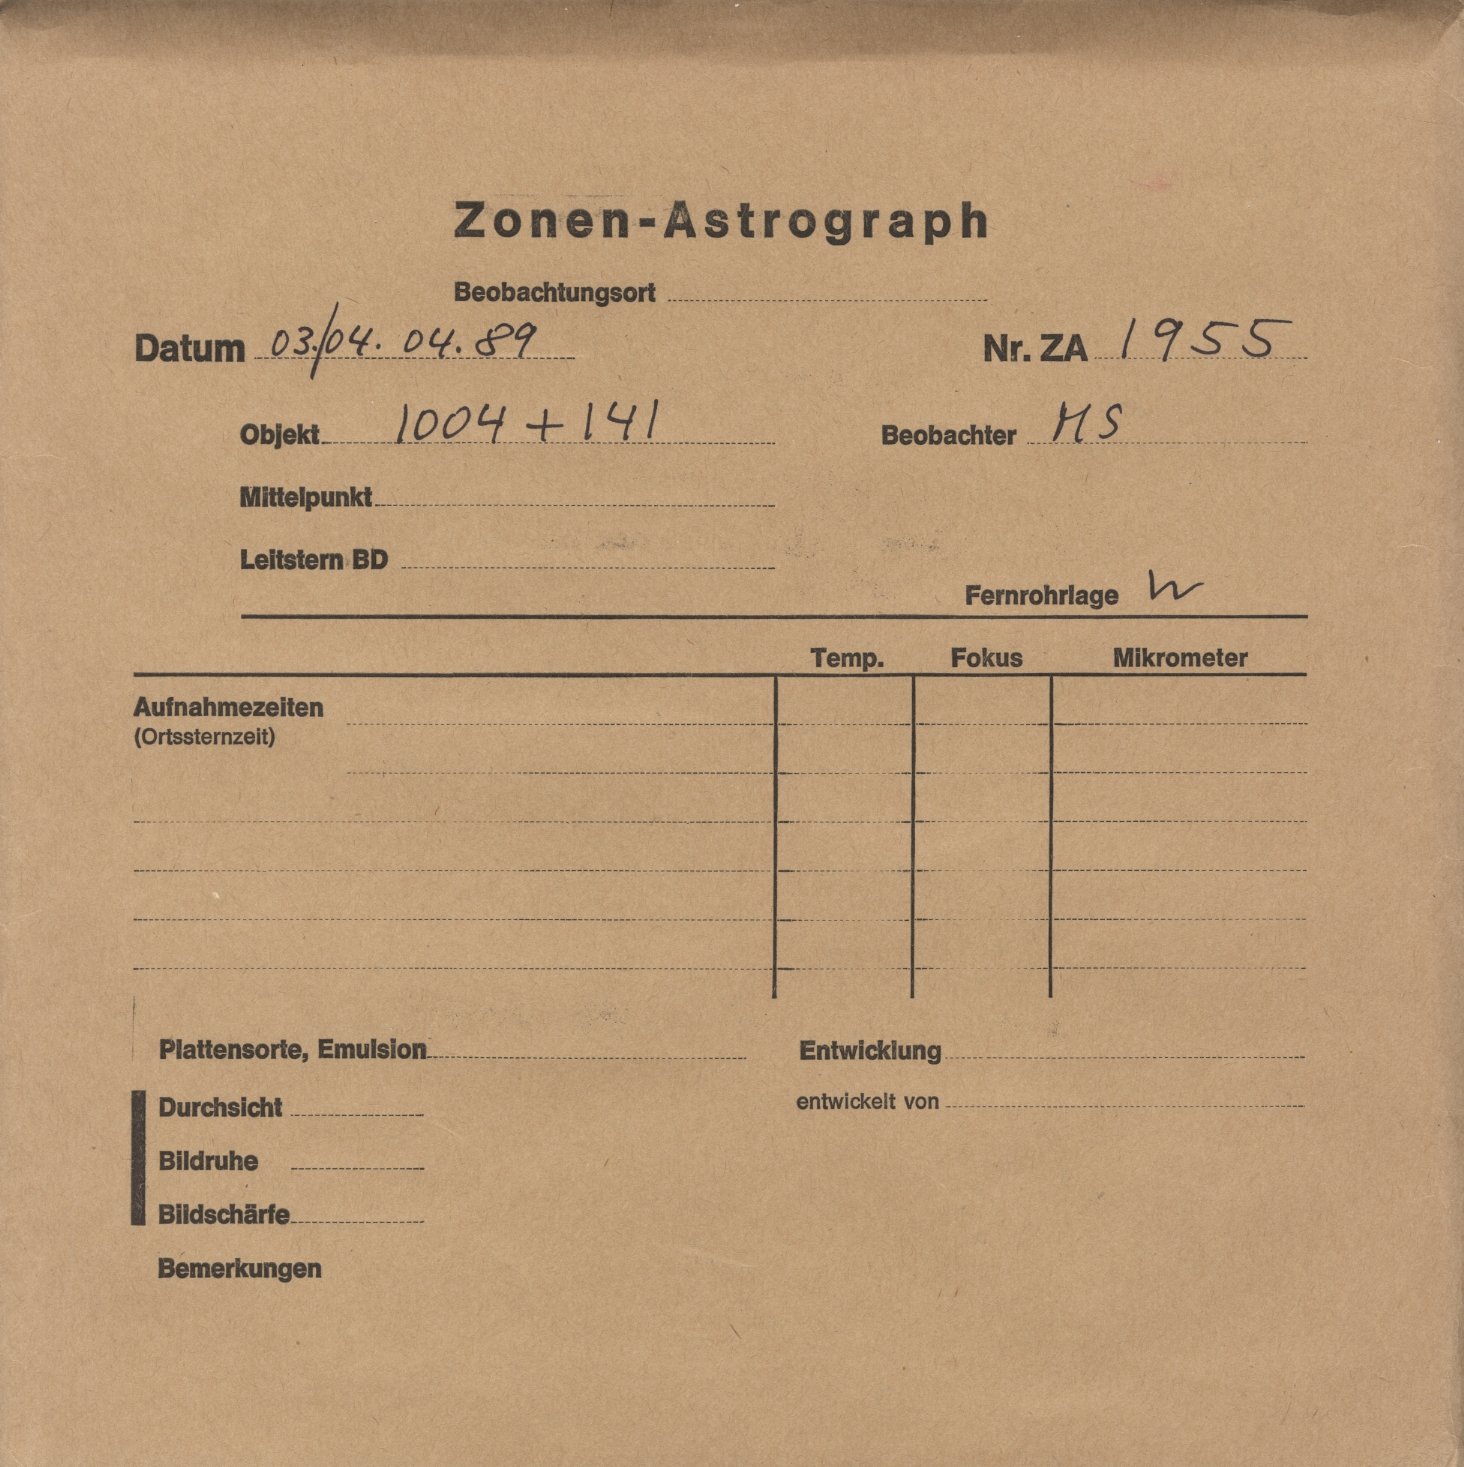 Zonen-Astrograph
Beobachtungsort
Datum 03./04. 04. 89 Nr. ZA 1955
Objekt 1004 + 141 Beobachter MS
Mittelpunkt
Leitstern BD
Fernrohrlage W
Temp. Fokus Mikrometer
Aufnahmezeiten
(Ortssternzeit)
Plattensorte, Emulsion Entwicklung
Durchsicht entwickelt von
Bildruhe
Bildschärfe
Bemerkungen